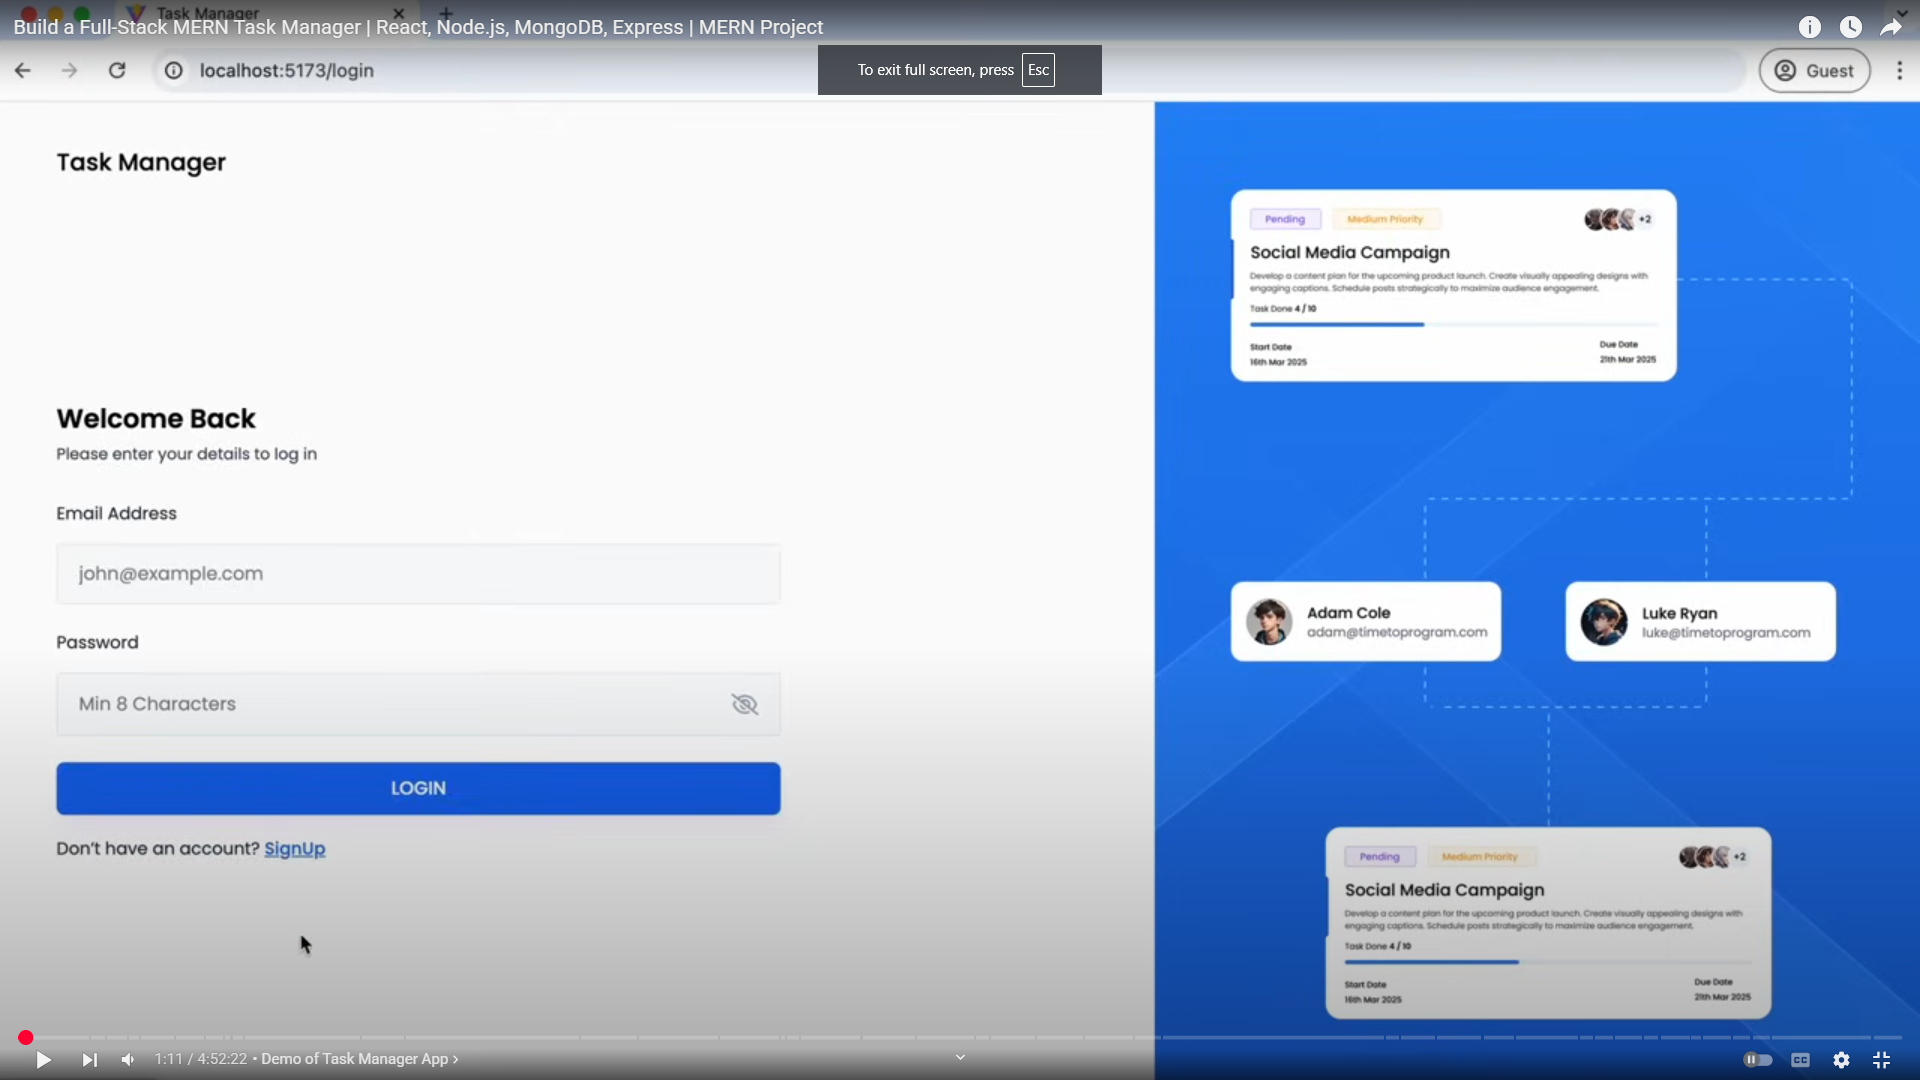 Task Manager
Build a Full-Stack MERN Task Manager | React, Node.js, MongoDB, Express | MERN Project
localhost:5173/login
To exit full screen, press Esc
Guest
Task Manager
Welcome Back
Please enter your details to log in
Email Address
john@example.com
Password
Min 8 Characters
LOGIN
Don't have an account? SignUp
Pending
Medium Priority
+2
Social Media Campaign
Develop a content plan for the upcoming product launch. Create visually appealing designs with
engaging captions. Schedule posts strategically to maximize audience engagement.
Task Done 4 / 10
Start Date
16th Mar 2025
Due Date
21th Mar 2025
Adam Cole
adam@timetoprogram.com
Luke Ryan
luke@timetoprogram.com
Pending
Medium Priority
+2
Social Media Campaign
Develop a content plan for the upcoming product launch. Create visually appealing designs with
engaging captions. Schedule posts strategically to maximize audience engagement.
Task Done 4 / 10
Start Date
16th Mar 2025
Due Date
21th Mar 2025
1:11 / 4:52:22 • Demo of Task Manager App ›
CC